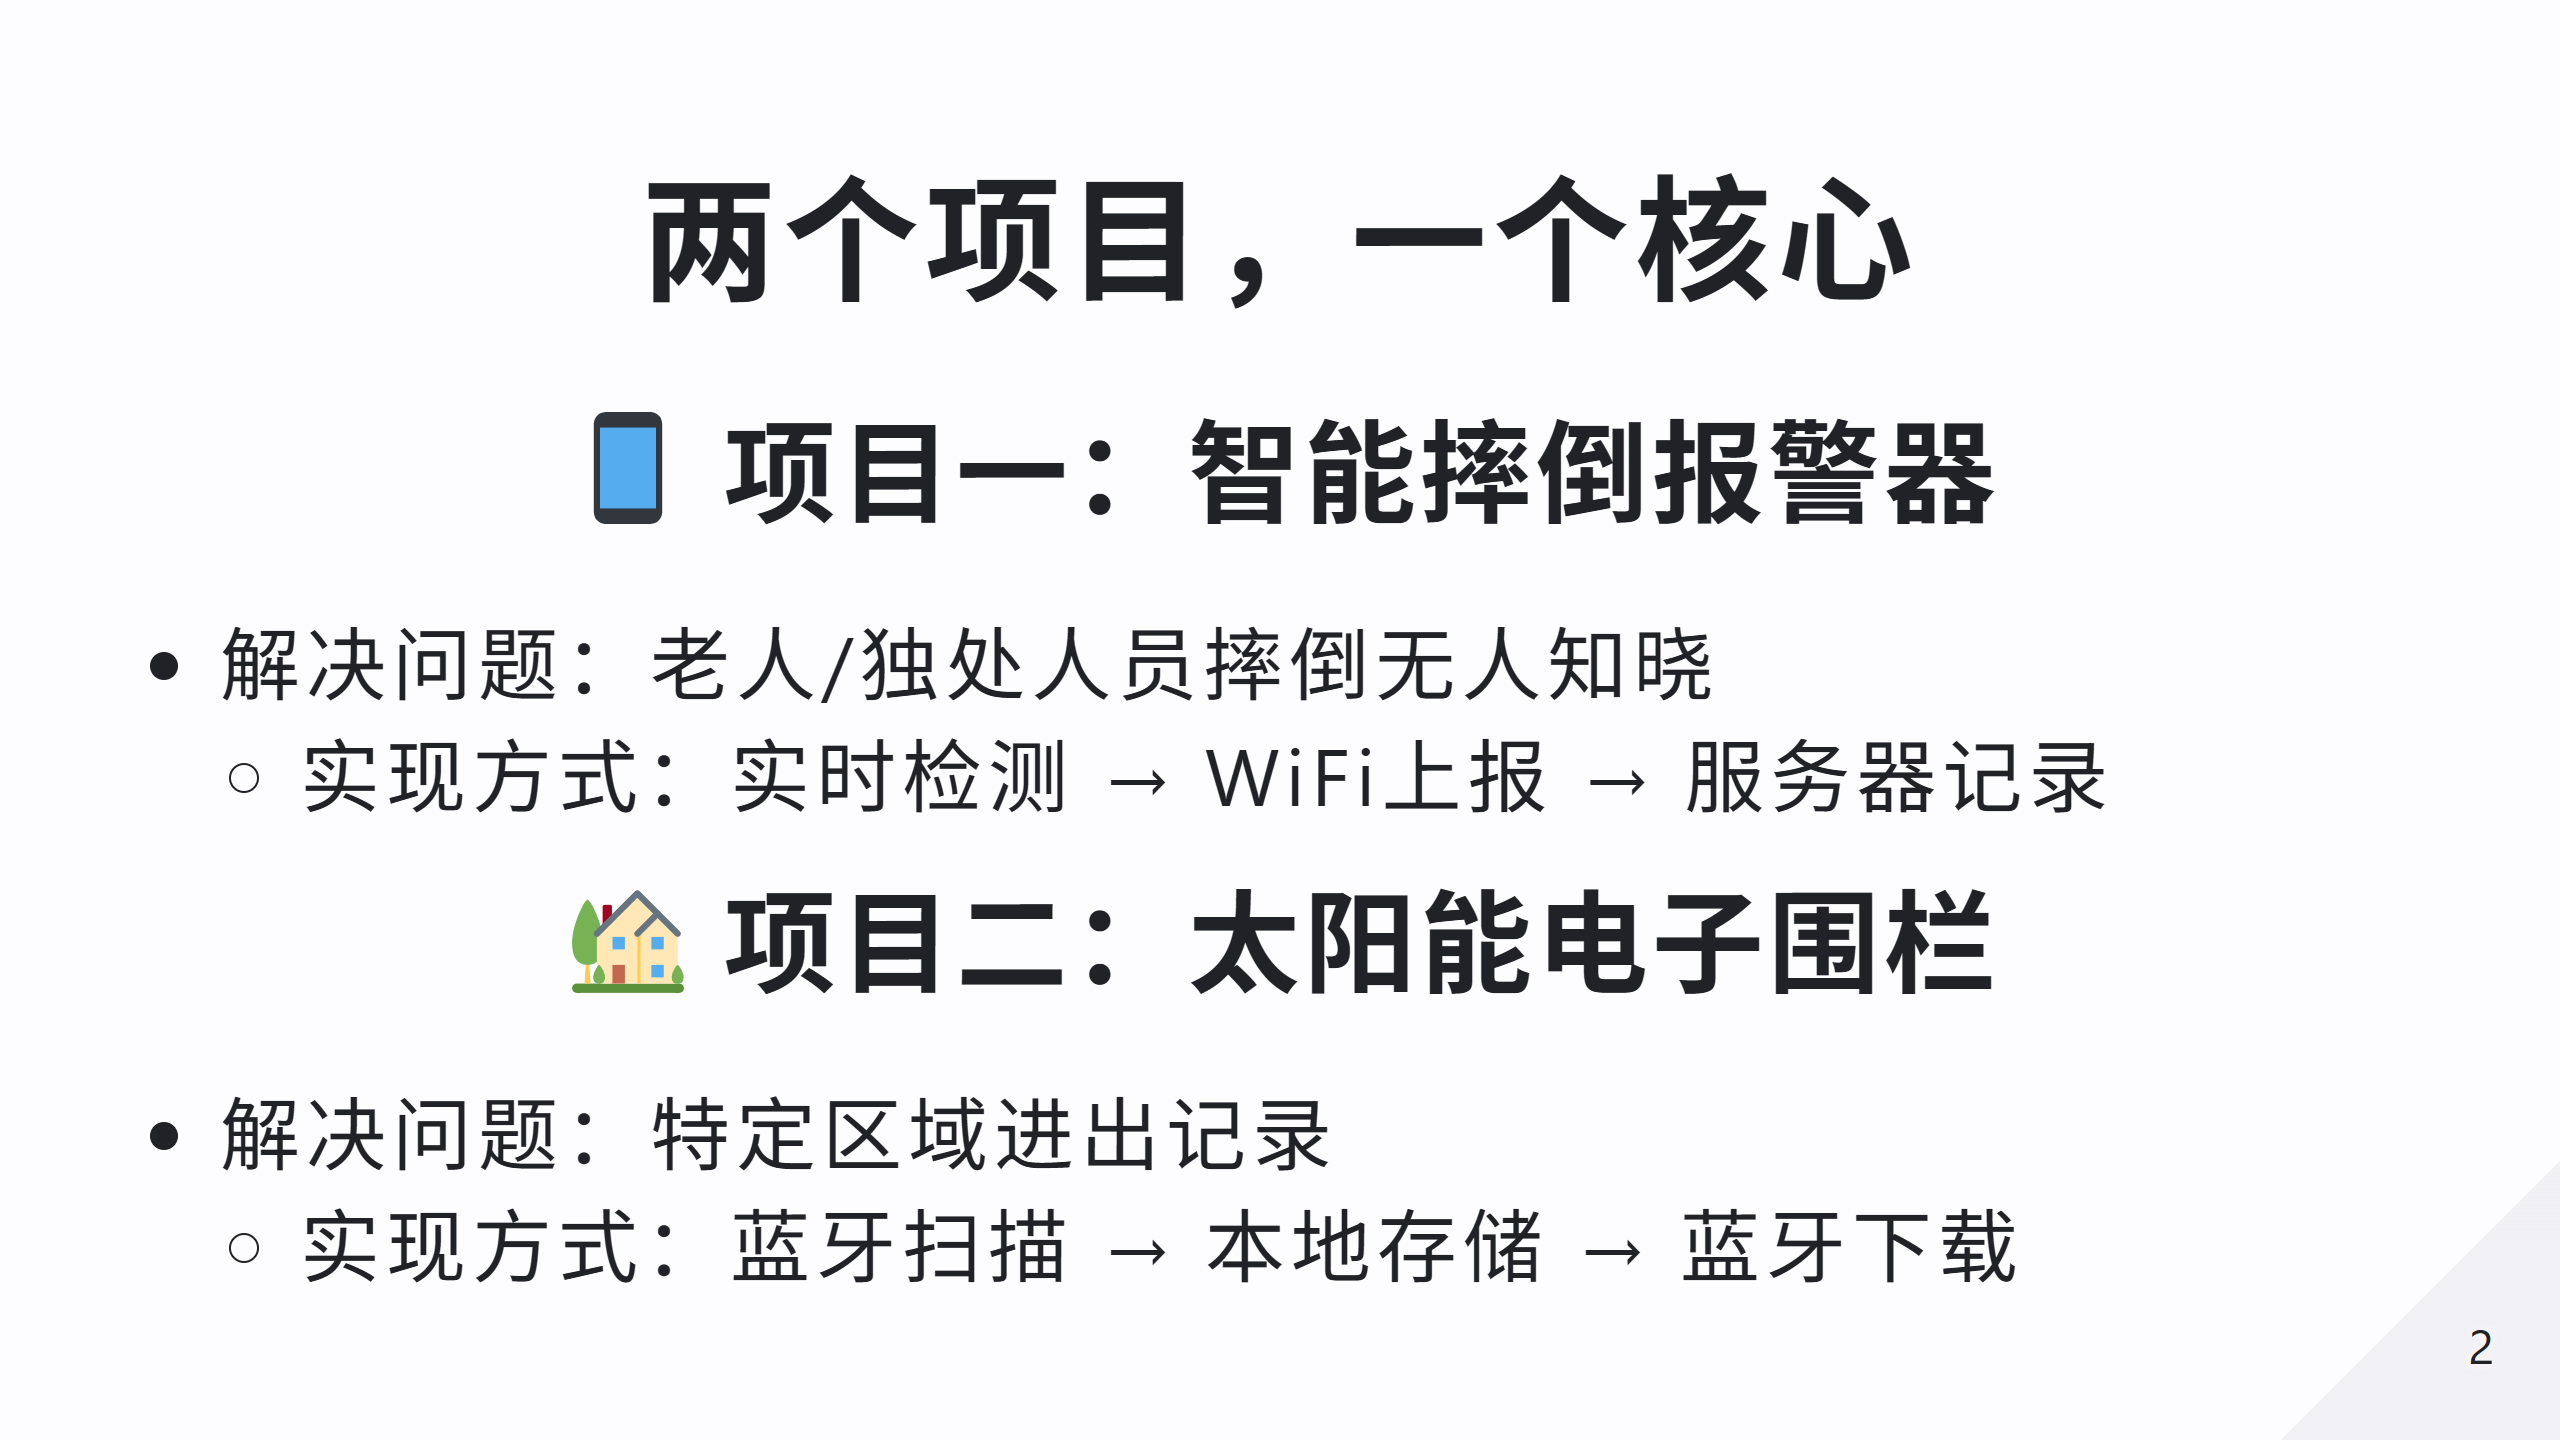 两个项目，一个核心
项目一：智能摔倒报警器
解决问题：老人/独处人员摔倒无人知晓
实现方式：实时检测 → WiFi上报 → 服务器记录
项目二：太阳能电子围栏
解决问题：特定区域进出记录
实现方式：蓝牙扫描 → 本地存储 → 蓝牙下载
2